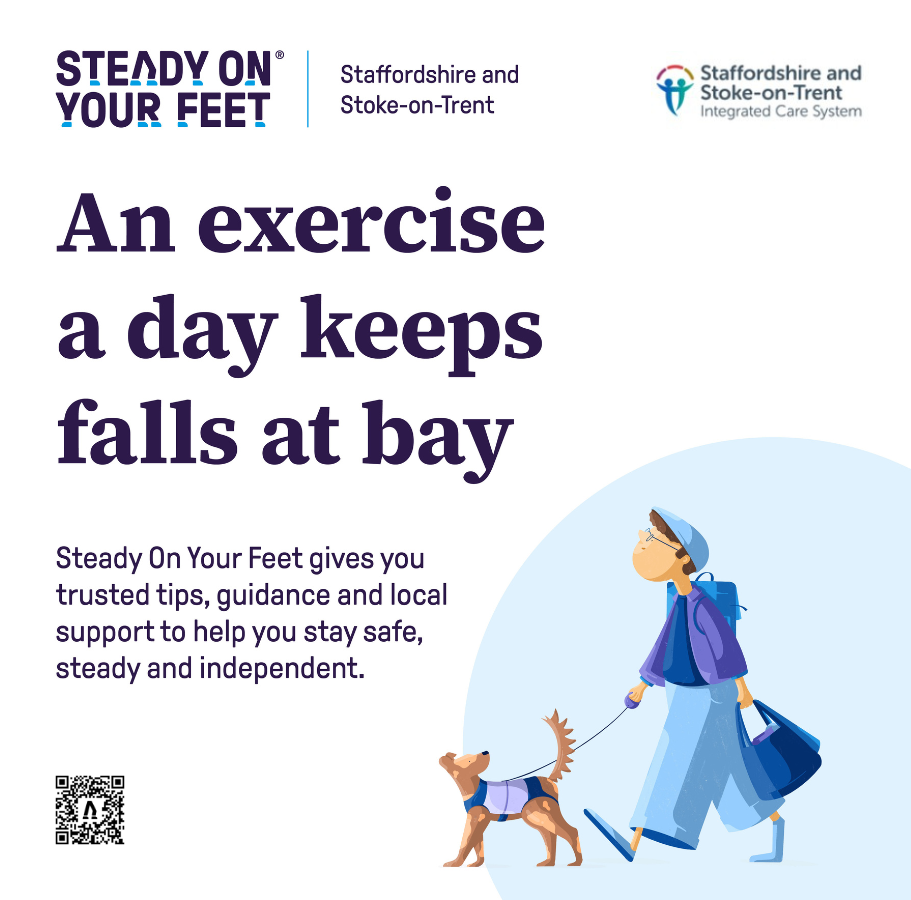 STEADY ON®
YOUR FEET
Staffordshire and
Stoke-on-Trent
Staffordshire and
Stoke-on-Trent
Integrated Care System
An exercise
a day keeps
falls at bay
Steady On Your Feet gives you
trusted tips, guidance and local
support to help you stay safe,
steady and independent.